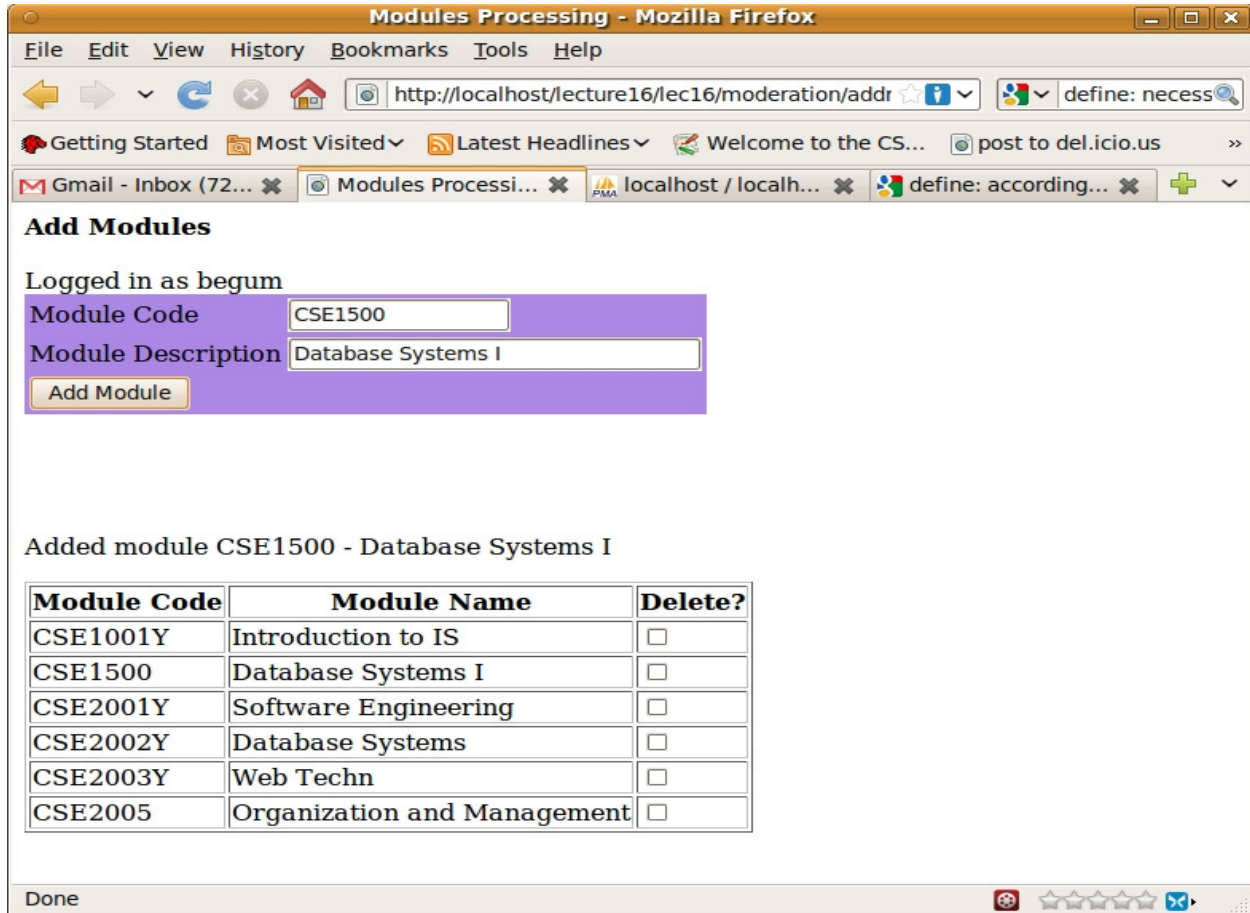 Modules Processing - Mozilla Firefox
File Edit View History Bookmarks Tools Help
http://localhost/lecture16/lec16/moderation/addr define: necess
Getting Started Most Visited Latest Headlines Welcome to the CS... post to del.icio.us »
Gmail - Inbox (72... Modules Processi... PMA localhost / localh... define: according...
Add Modules
Logged in as begum
Module Code CSE1500
Module Description Database Systems I
Add Module
Added module CSE1500 - Database Systems I
Module Code Module Name Delete?
CSE1001Y Introduction to IS
CSE1500 Database Systems I
CSE2001Y Software Engineering
CSE2002Y Database Systems
CSE2003Y Web Techn
CSE2005 Organization and Management
Done